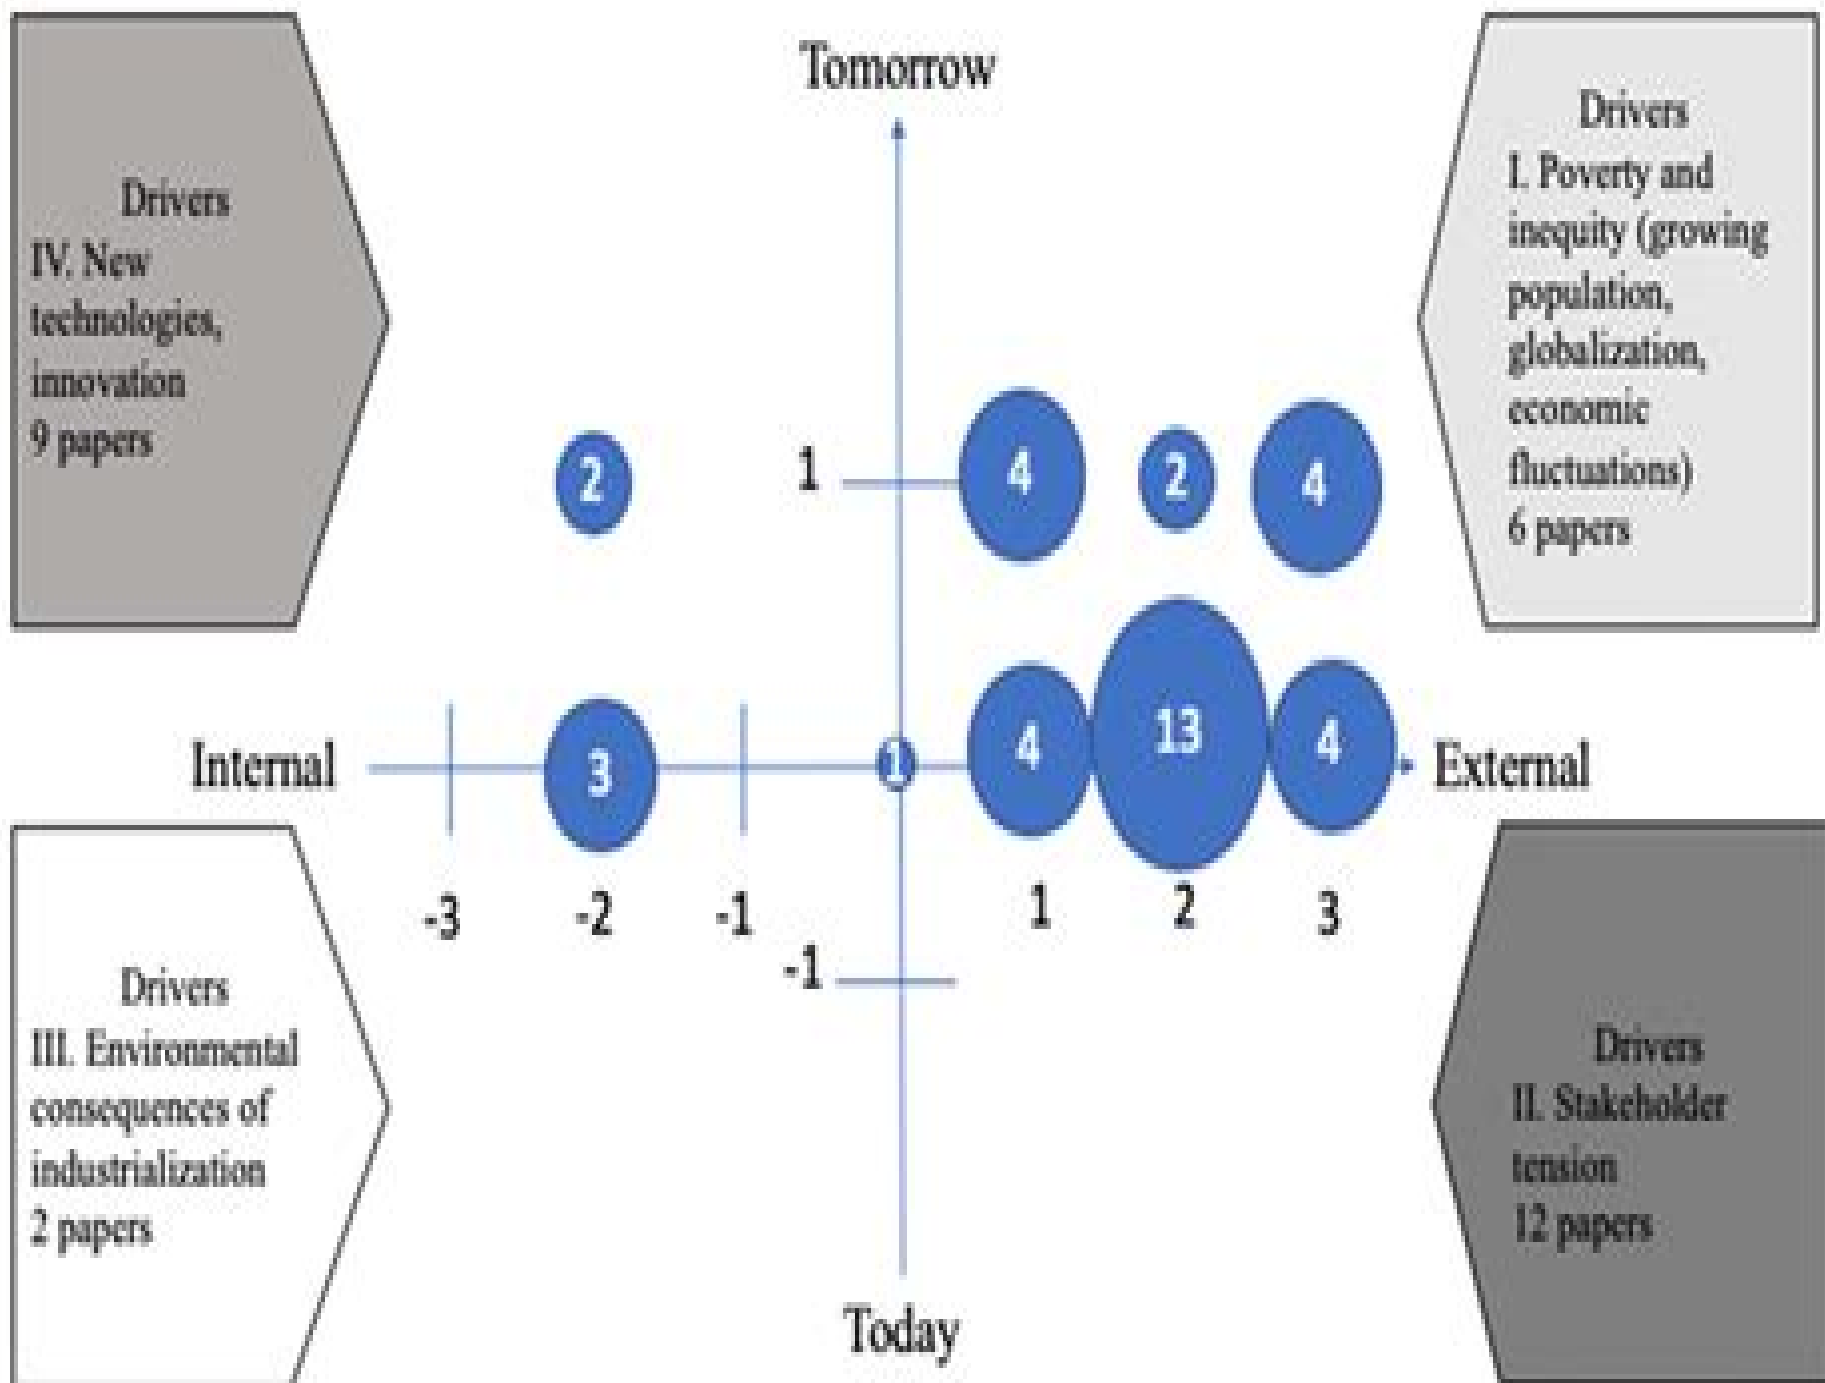 Tomorrow
Drivers
IV. New
technologies,
innovation
9 papers
Drivers
I. Poverty and
inequity (growing
population,
globalization,
economic
fluctuations)
6 papers
1
2
4
2
4
Internal
3
1
4
13
4
External
-3
-2
-1
1
2
3
-1
Drivers
III. Environmental
consequences of
industrialization
2 papers
Drivers
II. Stakeholder
tension
12 papers
Today